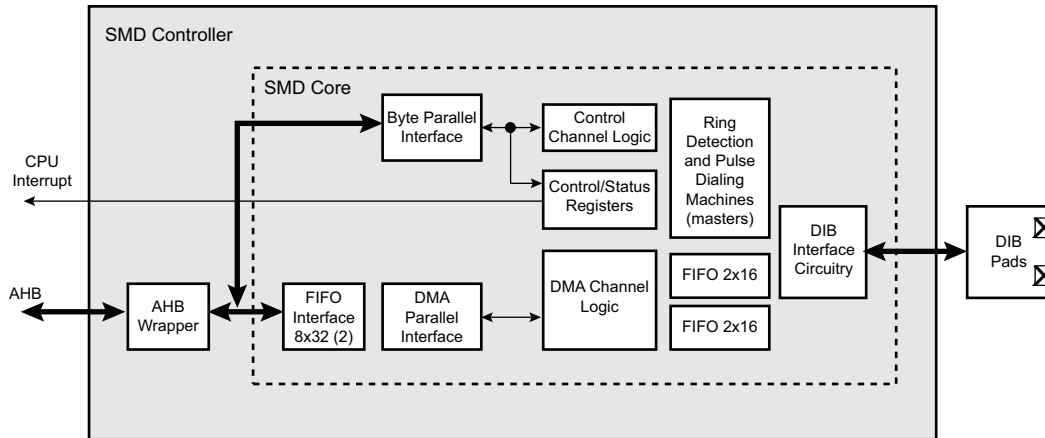 SMD Controller
SMD Core
Byte Parallel
Interface
Control
Channel Logic
Ring
Detection
and Pulse
Dialing
Machines
(masters)
CPU
Interrupt
Control/Status
Registers
DIB
Interface
Circuitry
DIB
Pads
AHB
AHB
Wrapper
FIFO
Interface
8x32 (2)
DMA
Parallel
Interface
DMA Channel
Logic
FIFO 2x16
FIFO 2x16